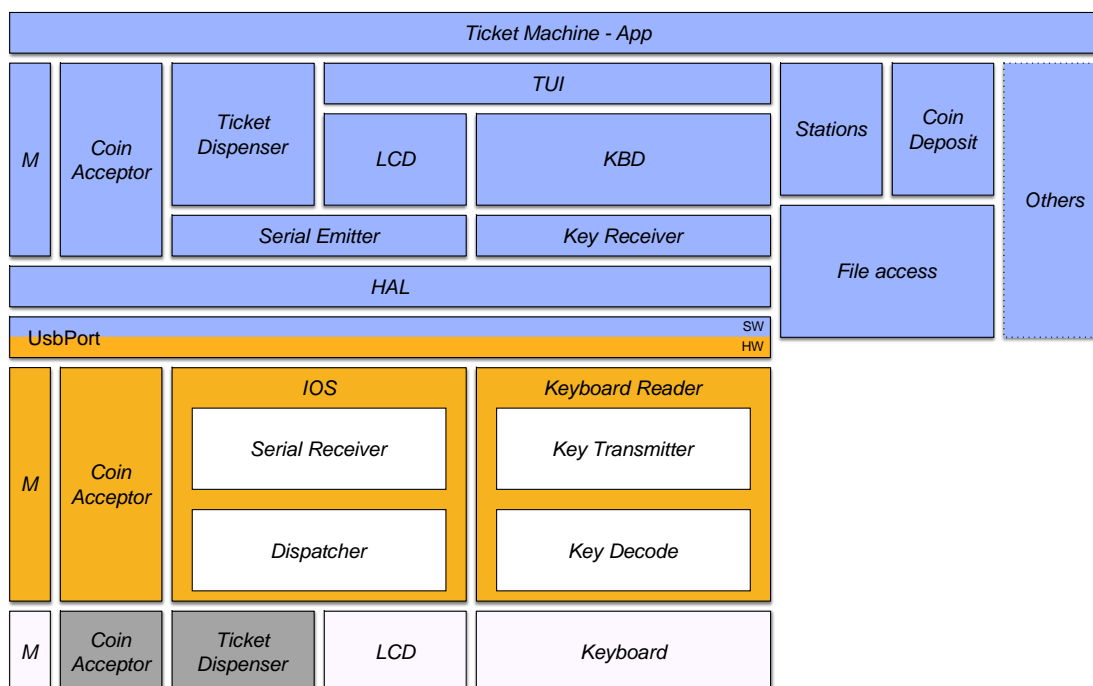 Ticket Machine - App
M
Coin
Acceptor
Ticket
Dispenser
TUI
LCD
KBD
Stations
Coin
Deposit
Others
Serial Emitter
Key Receiver
File access
HAL
UsbPort
SW
HW
M
Coin
Acceptor
IOS
Serial Receiver
Dispatcher
Keyboard Reader
Key Transmitter
Key Decode
M
Coin
Acceptor
Ticket
Dispenser
LCD
Keyboard